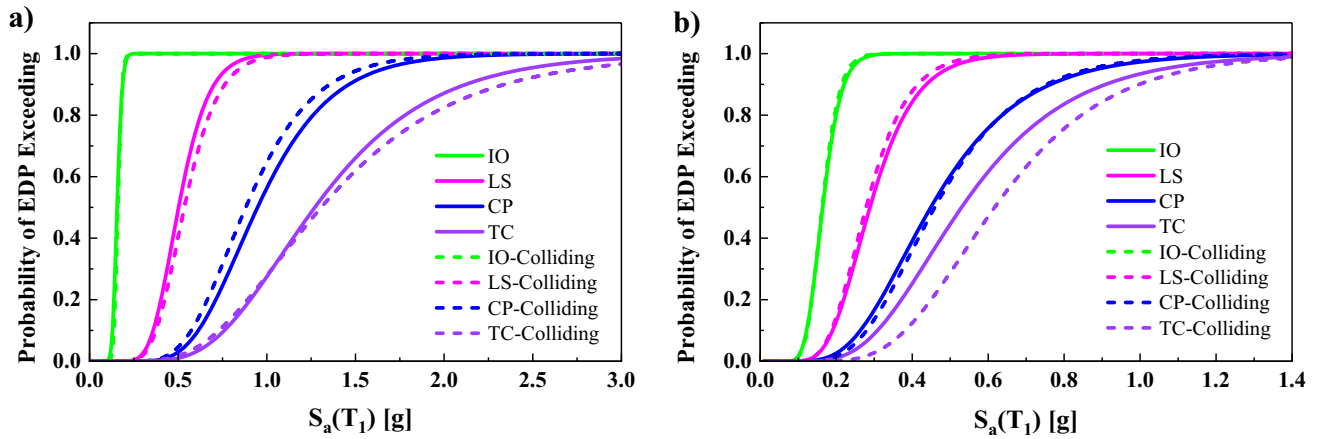 a)
Probability of EDP Exceeding
1.0
0.8
0.6
0.4
0.2
0.0
IO
LS
CP
TC
IO-Colliding
LS-Colliding
CP-Colliding
TC-Colliding
0.0 0.5 1.0 1.5 2.0 2.5 3.0
Sₐ(T₁) [g]
b)
Probability of EDP Exceeding
1.0
0.8
0.6
0.4
0.2
0.0
IO
LS
CP
TC
IO-Colliding
LS-Colliding
CP-Colliding
TC-Colliding
0.0 0.2 0.4 0.6 0.8 1.0 1.2 1.4
Sₐ(T₁) [g]